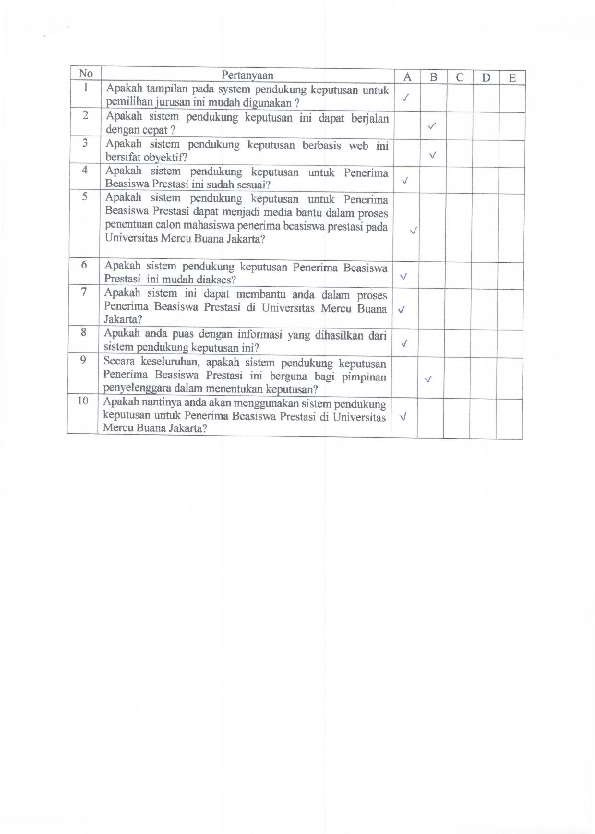 No Pertanyaan A B C D E
1 Apakah tampilan pada system pendukung keputusan untuk
pemilihan jurusan ini mudah digunakan ? ✓
2 Apakah sistem pendukung keputusan ini dapat berjalan
dengan cepat ? ✓
3 Apakah sistem pendukung keputusan berbasis web ini
bersifat obyektif? ✓
4 Apakah sistem pendukung keputusan untuk Penerima
Beasiswa Prestasi ini sudah sesuai? ✓
5 Apakah sistem pendukung keputusan untuk Penerima
Beasiswa Prestasi dapat menjadi media bantu dalam proses
penentuan calon mahasiswa penerima beasiswa prestasi pada
Universitas Mercu Buana Jakarta? ✓
6 Apakah sistem pendukung keputusan Penerima Beasiswa
Prestasi ini mudah diakses? ✓
7 Apakah sistem ini dapat membantu anda dalam proses
Penerima Beasiswa Prestasi di Universitas Mercu Buana ✓
Jakarta?
8 Apakah anda puas dengan informasi yang dihasilkan dari
sistem pendukung keputusan ini? ✓
9 Secara keseluruhan, apakah sistem pendukung keputusan
Penerima Beasiswa Prestasi ini berguna bagi pimpinan ✓
penyelenggara dalam menentukan keputusan?
10 Apakah nantinya anda akan menggunakan sistem pendukung
keputusan untuk Penerima Beasiswa Prestasi di Universitas ✓
Mercu Buana Jakarta?